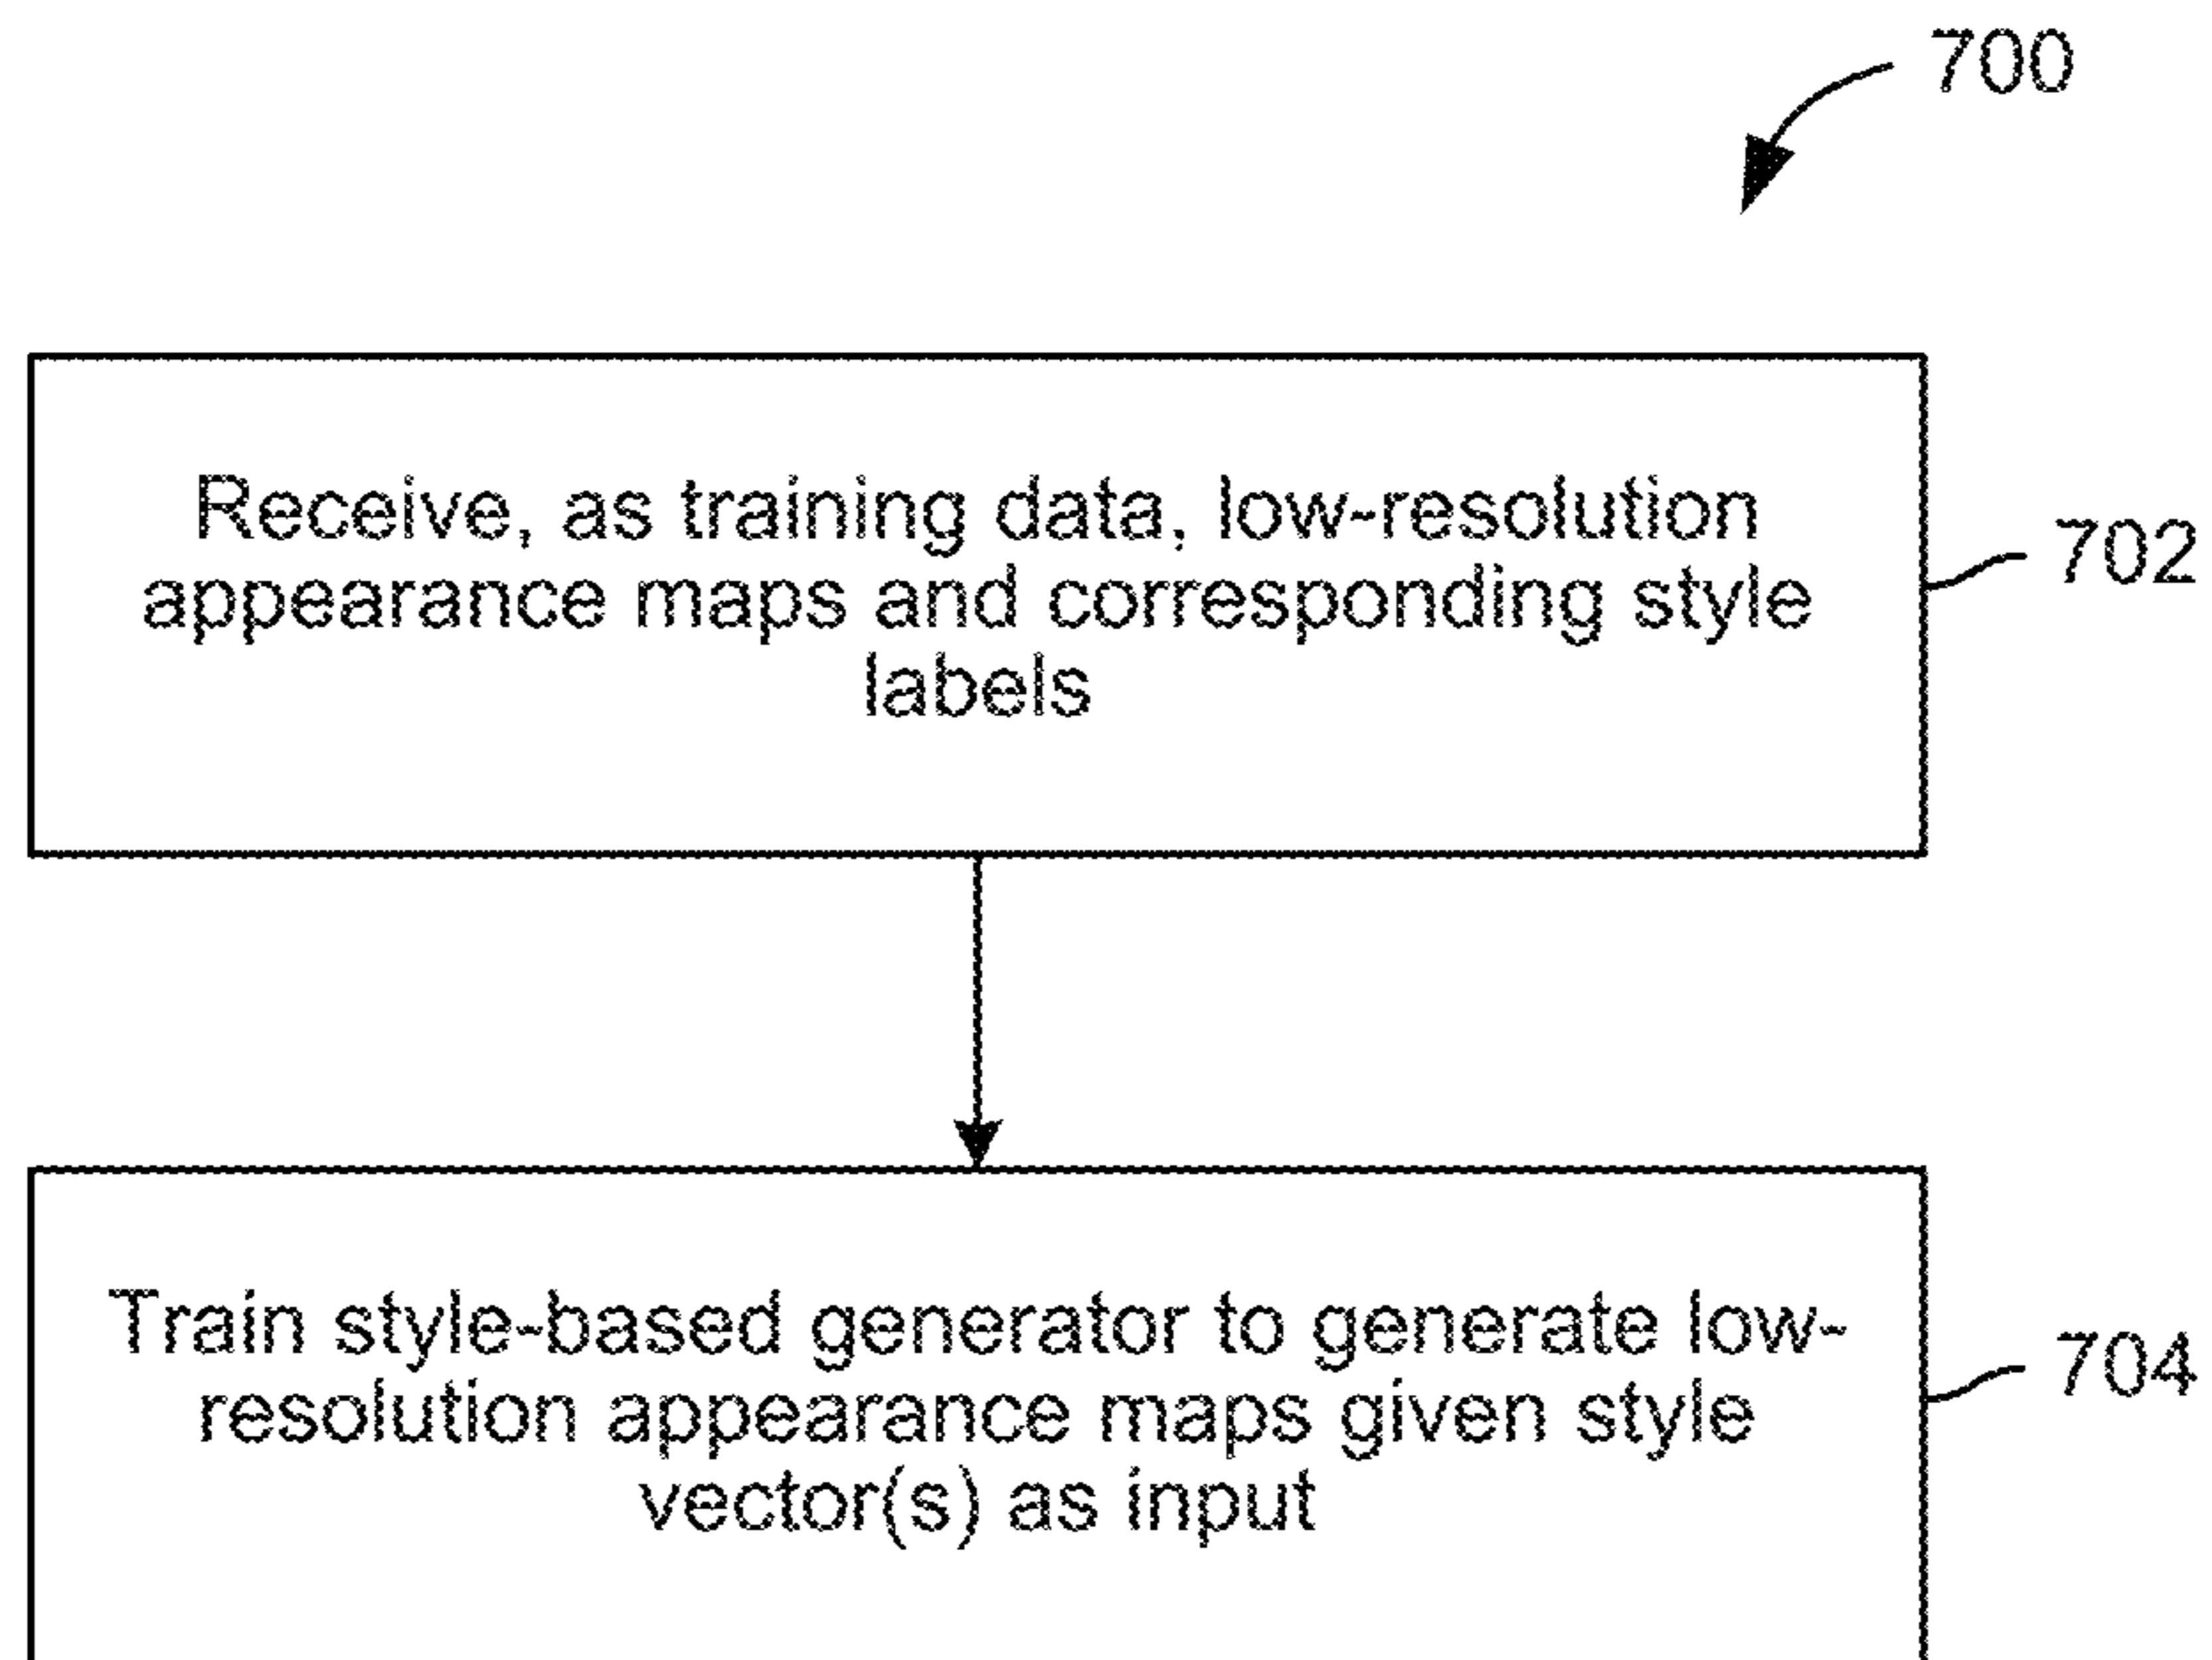 700
Receive, as training data, low-resolution
appearance maps and corresponding style
labels
702
Train style-based generator to generate low-
resolution appearance maps given style
vector(s) as input
704